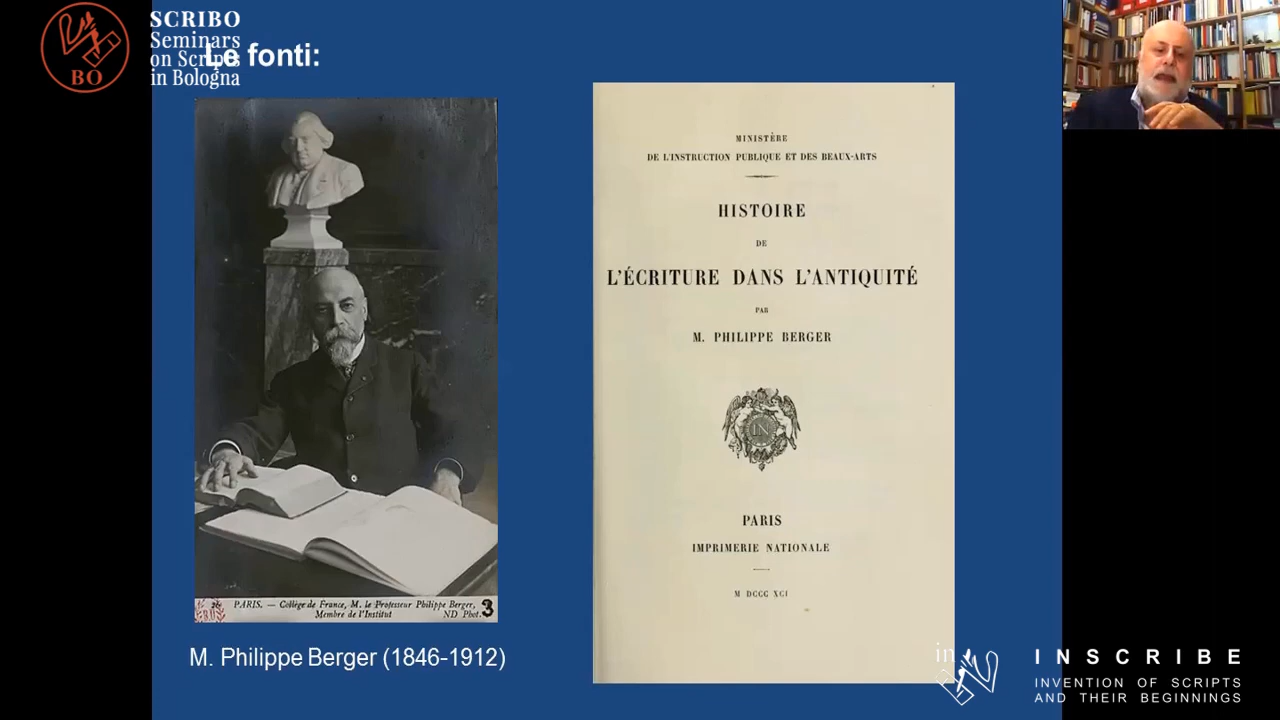 SCRIBO
Seminars
on Scripts
in Bologna
BO
Le fonti:
MINISTÈRE
DE L'INSTRUCTION PUBLIQUE ET DES BEAUX-ARTS
HISTOIRE
DE
L'ÉCRITURE DANS L'ANTIQUITÉ
PAR
M. PHILIPPE BERGER
IN
PARIS
IMPRIMERIE NATIONALE
M DCCC XCI
PARIS. — Collège de France, M. le Professeur Philippe Berger,
Membre de l'Institut ND Phot. 3
M. Philippe Berger (1846-1912)
in
INSCRIBE
INVENTION OF SCRIPTS
AND THEIR BEGINNINGS